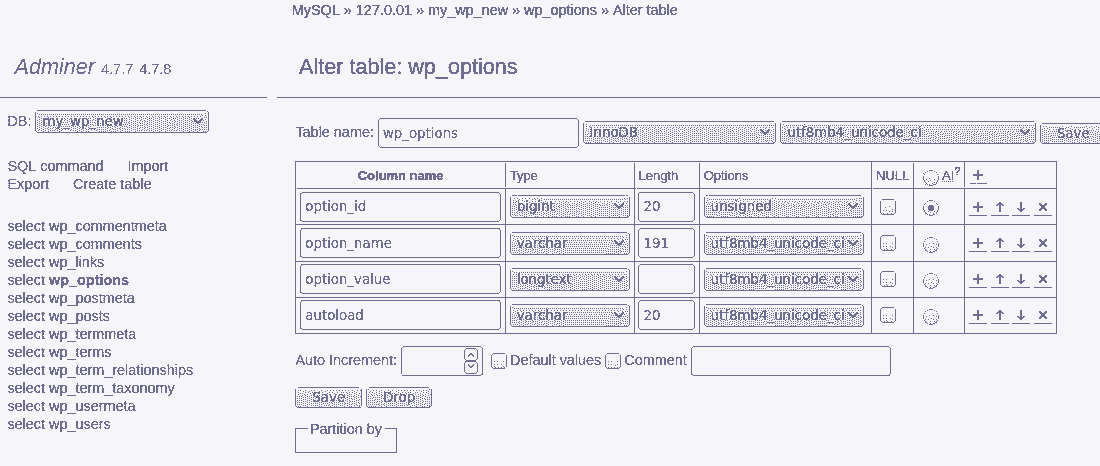 MySQL » 127.0.01 » my_wp_new » wp_options » Alter table
Adminer 4.7.7 4.7.8
Alter table: wp_options
DB: my_wp_new
SQL command Import
Export Create table
select wp_commentmeta
select wp_comments
select wp_links
select wp_options
select wp_postmeta
select wp_posts
select wp_termmeta
select wp_terms
select wp_term_relationships
select wp_term_taxonomy
select wp_usermeta
select wp_users
Table name: wp_options InnoDB utf8mb4_unicode_ci Save
Column name Type Length Options NULL AI? +
option_id bigint 20 unsigned + ↑ ↓ ×
option_name varchar 191 utf8mb4_unicode_ci + ↑ ↓ ×
option_value longtext utf8mb4_unicode_ci + ↑ ↓ ×
autoload varchar 20 utf8mb4_unicode_ci + ↑ ↓ ×
Auto Increment: Default values Comment
Save Drop
Partition by